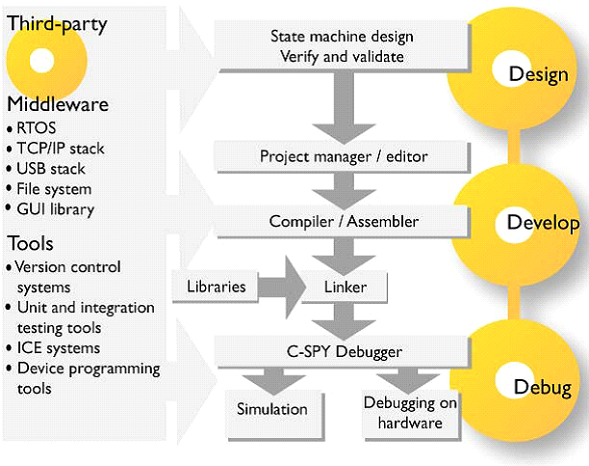 Third-party
Middleware
• RTOS
• TCP/IP stack
• USB stack
• File system
• GUI library
Tools
• Version control
systems
• Unit and integration
testing tools
• ICE systems
• Device programming
tools
State machine design
Verify and validate
Project manager / editor
Compiler / Assembler
Libraries
Linker
C-SPY Debugger
Simulation
Debugging on
hardware
Design
Develop
Debug